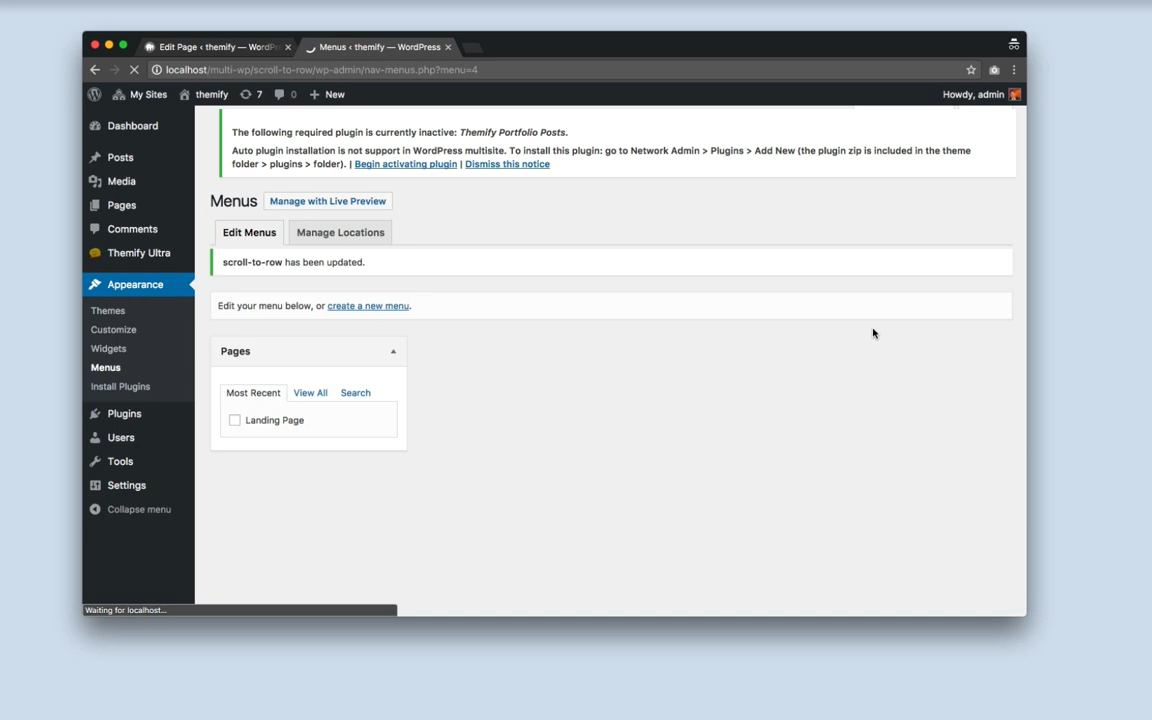 Edit Page ‹ themify — WordPr
Menus ‹ themify — WordPress
localhost/multi-wp/scroll-to-row/wp-admin/nav-menus.php?menu=4
My Sites themify 7 0 + New Howdy, admin
Dashboard
Posts
Media
Pages
Comments
Themify Ultra
Appearance
Themes
Customize
Widgets
Menus
Install Plugins
Plugins
Users
Tools
Settings
Collapse menu
The following required plugin is currently inactive: Themify Portfolio Posts.
Auto plugin installation is not support in WordPress multisite. To install this plugin: go to Network Admin > Plugins > Add New (the plugin zip is included in the theme
folder > plugins > folder). | Begin activating plugin | Dismiss this notice
Menus Manage with Live Preview
Edit Menus Manage Locations
scroll-to-row has been updated.
Edit your menu below, or create a new menu.
Pages
Most Recent View All Search
Landing Page
Waiting for localhost...